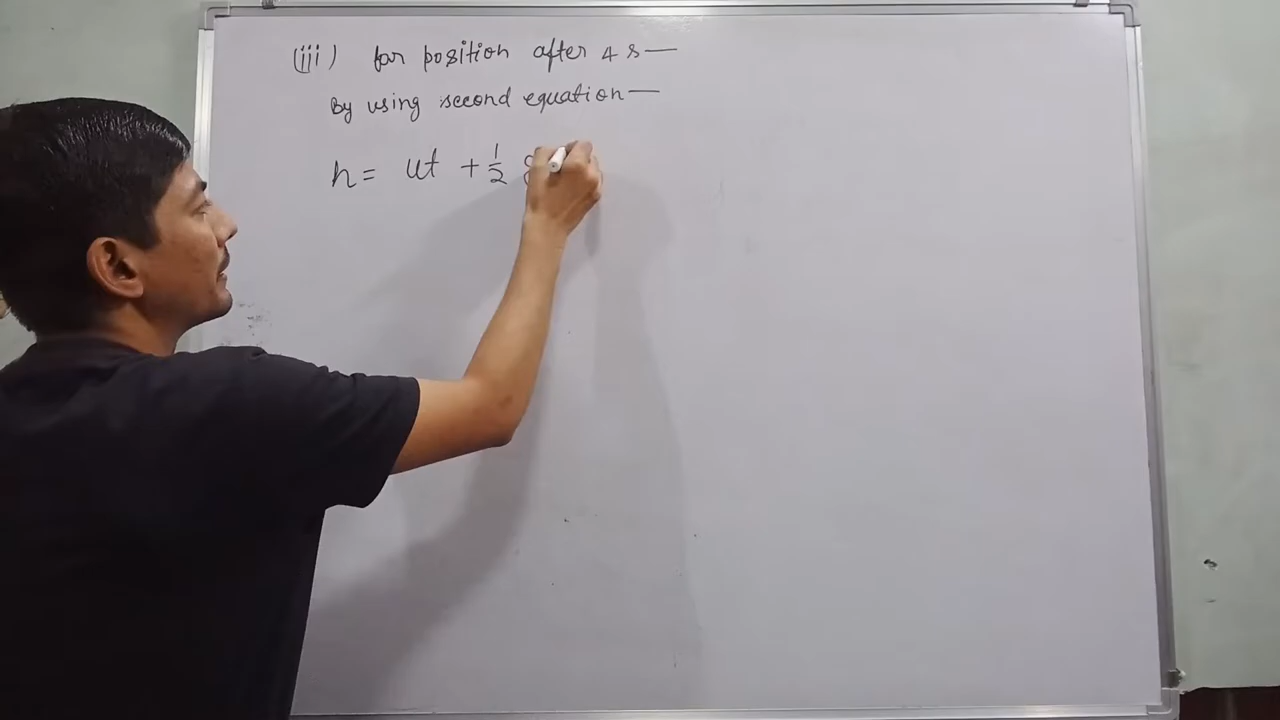 (iii) for position after 4 s —
By using second equation —
h = ut + 1/2 g